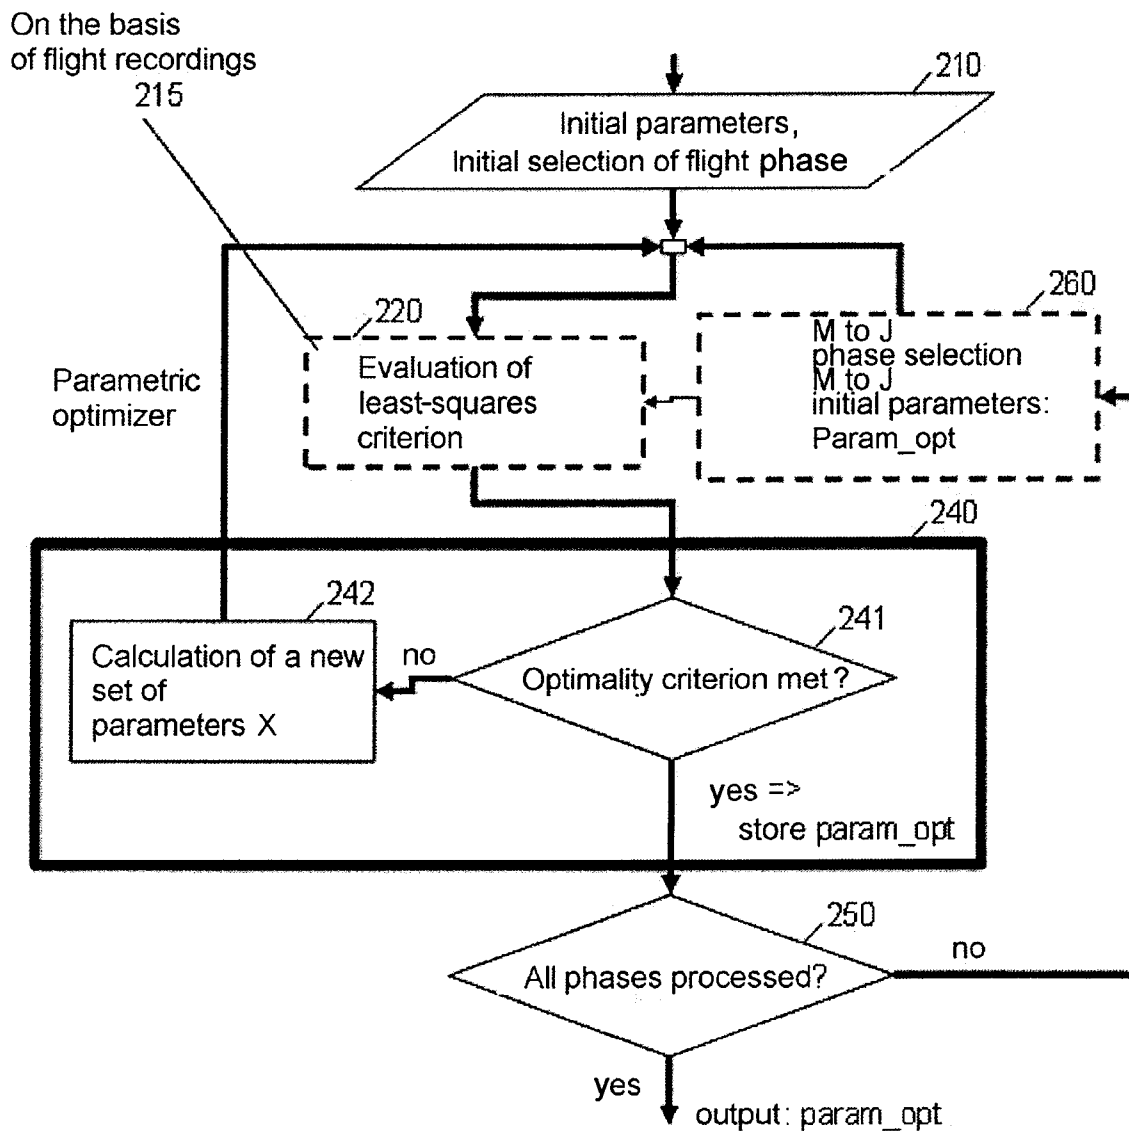 On the basis
of flight recordings
215
210
Initial parameters,
Initial selection of flight phase
260
M to J
phase selection
M to J
initial parameters:
Param_opt
220
Evaluation of
least-squares
criterion
Parametric
optimizer
240
242
Calculation of a new
set of
parameters X
no
241
Optimality criterion met?
yes =>
store param_opt
250
All phases processed?
no
yes
output: param_opt